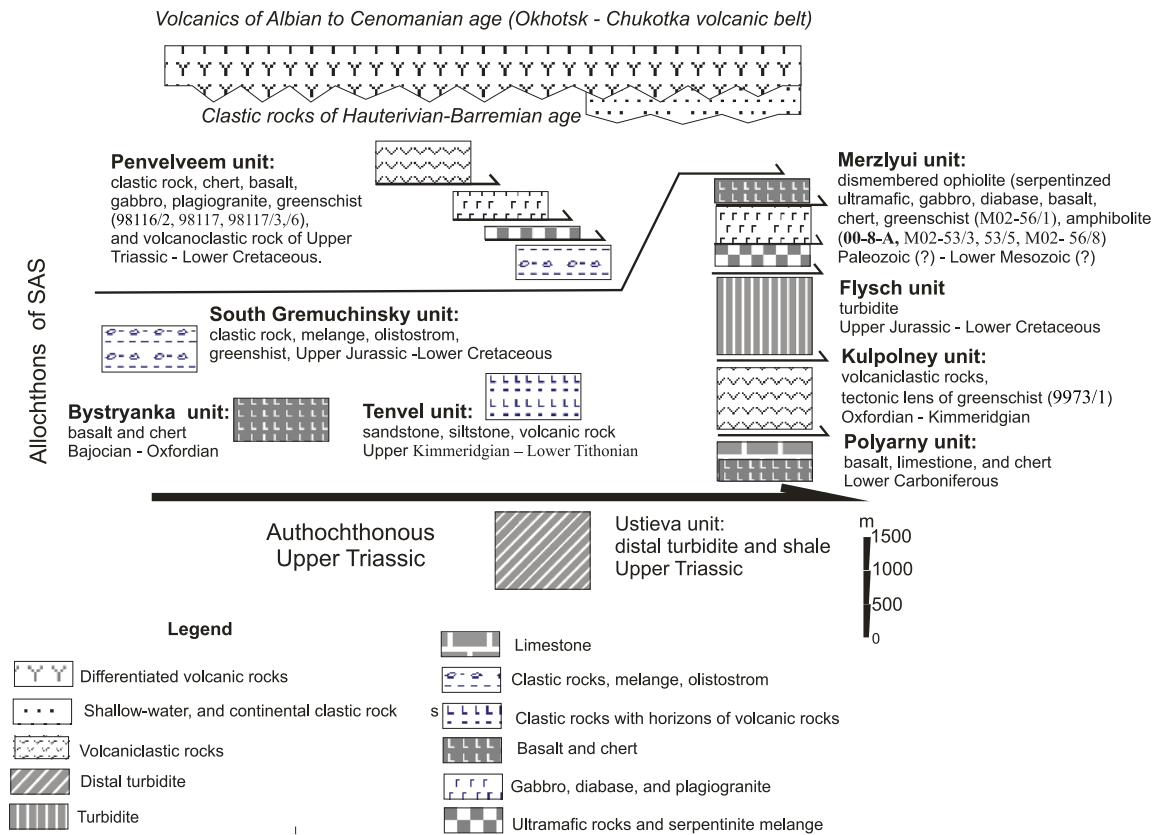 Volcanics of Albian to Cenomanian age (Okhotsk - Chukotka volcanic belt)
Clastic rocks of Hauterivian-Barremian age
Allochthons of SAS
Penvelveem unit:
clastic rock, chert, basalt,
gabbro, plagiogranite, greenschist
(98116/2, 98117, 98117/3,/6),
and volcanoclastic rock of Upper
Triassic - Lower Cretaceous.
South Gremuchinsky unit:
clastic rock, melange, olistostrom,
greenshist, Upper Jurassic -Lower Cretaceous
Bystryanka unit:
basalt and chert
Bajocian - Oxfordian
Tenvel unit:
sandstone, siltstone, volcanic rock
Upper Kimmeridgian – Lower Tithonian
Merzlyui unit:
dismembered ophiolite (serpentinzed
ultramafic, gabbro, diabase, basalt,
chert, greenschist (M02-56/1), amphibolite
(00-8-A, M02-53/3, 53/5, M02- 56/8)
Paleozoic (?) - Lower Mesozoic (?)
Flysch unit
turbidite
Upper Jurassic - Lower Cretaceous
Kulpolney unit:
volcaniclastic rocks,
tectonic lens of greenschist (9973/1)
Oxfordian - Kimmeridgian
Polyarny unit:
basalt, limestone, and chert
Lower Carboniferous
Authochthonous
Upper Triassic
Ustieva unit:
distal turbidite and shale
Upper Triassic
m
1500
1000
500
0
Legend
Differentiated volcanic rocks
Shallow-water, and continental clastic rock
Volcaniclastic rocks
Distal turbidite
Turbidite
Limestone
Clastic rocks, melange, olistostrom
s
Clastic rocks with horizons of volcanic rocks
Basalt and chert
Gabbro, diabase, and plagiogranite
Ultramafic rocks and serpentinite melange